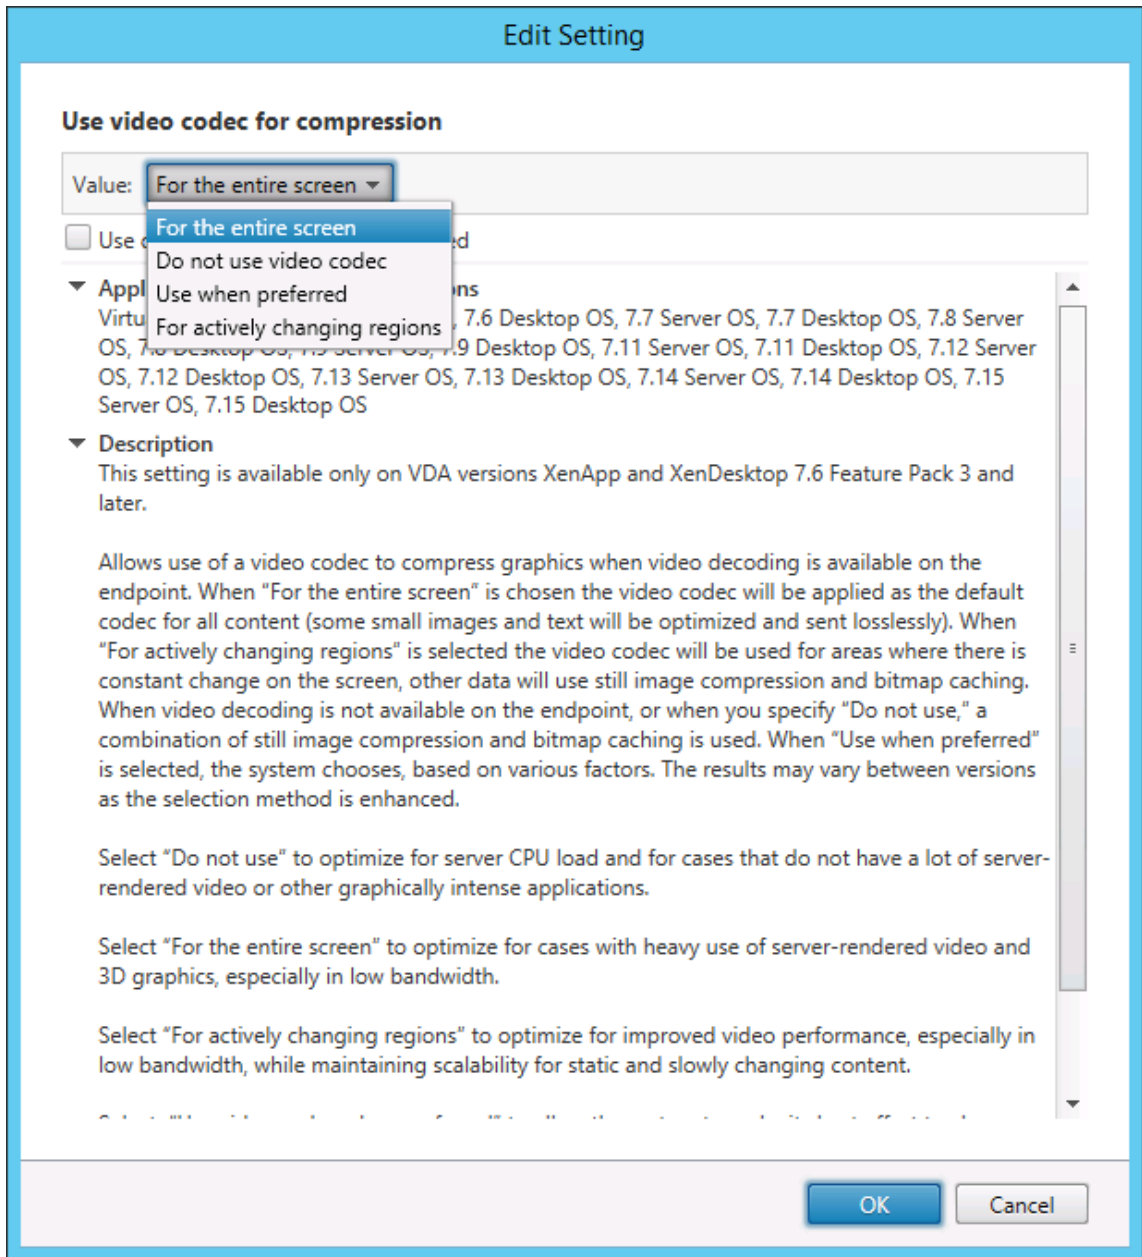 Edit Setting
Use video codec for compression
Value: For the entire screen
For the entire screen
Use
Do not use video codec
Use when preferred
For actively changing regions
Appl ns
Virtu , 7.6 Desktop OS, 7.7 Server OS, 7.7 Desktop OS, 7.8 Server
OS, 7.8 Desktop OS, 7.9 Server OS, 7.9 Desktop OS, 7.11 Server OS, 7.11 Desktop OS, 7.12 Server
OS, 7.12 Desktop OS, 7.13 Server OS, 7.13 Desktop OS, 7.14 Server OS, 7.14 Desktop OS, 7.15
Server OS, 7.15 Desktop OS
Description
This setting is available only on VDA versions XenApp and XenDesktop 7.6 Feature Pack 3 and
later.
Allows use of a video codec to compress graphics when video decoding is available on the
endpoint. When “For the entire screen” is chosen the video codec will be applied as the default
codec for all content (some small images and text will be optimized and sent losslessly). When
“For actively changing regions” is selected the video codec will be used for areas where there is
constant change on the screen, other data will use still image compression and bitmap caching.
When video decoding is not available on the endpoint, or when you specify “Do not use,” a
combination of still image compression and bitmap caching is used. When “Use when preferred”
is selected, the system chooses, based on various factors. The results may vary between versions
as the selection method is enhanced.
Select “Do not use” to optimize for server CPU load and for cases that do not have a lot of server-
rendered video or other graphically intense applications.
Select “For the entire screen” to optimize for cases with heavy use of server-rendered video and
3D graphics, especially in low bandwidth.
Select “For actively changing regions” to optimize for improved video performance, especially in
low bandwidth, while maintaining scalability for static and slowly changing content.
OK
Cancel